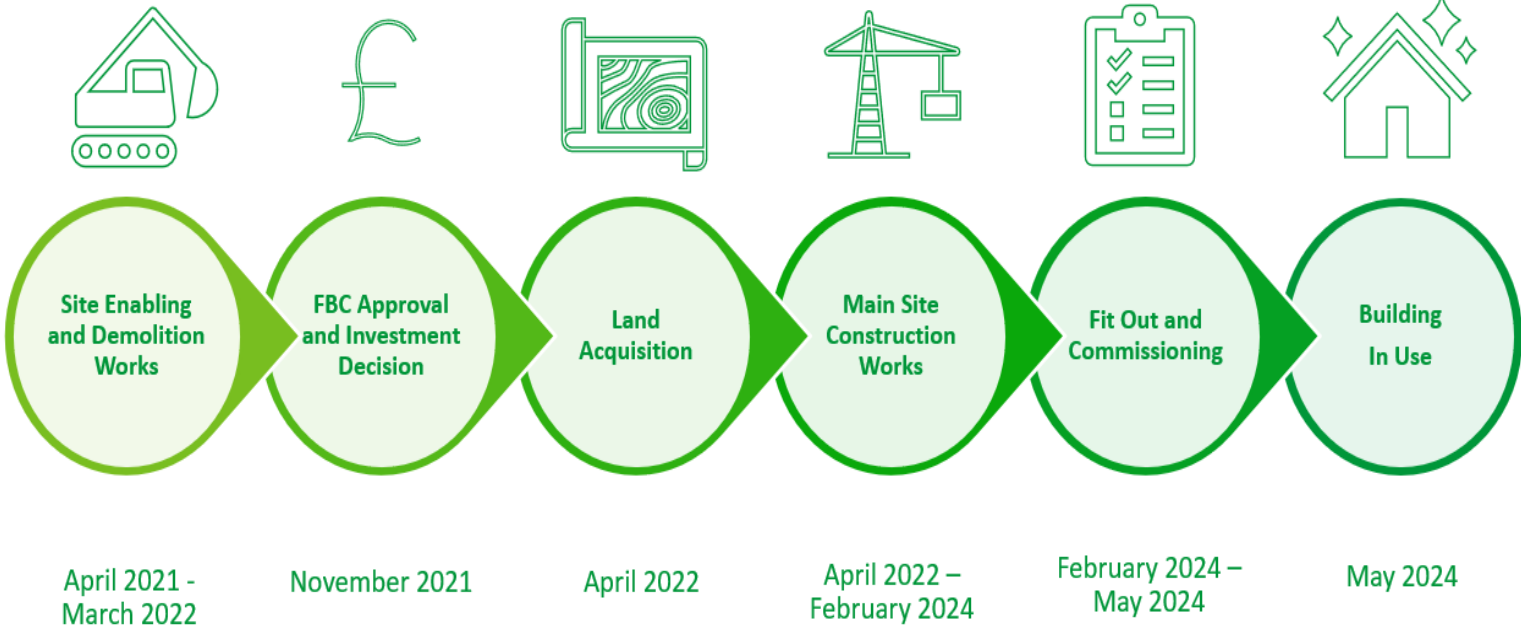 Site Enabling
and Demolition
Works
FBC Approval
and Investment
Decision
Land
Acquisition
Main Site
Construction
Works
Fit Out and
Commissioning
Building
In Use
April 2021 -
March 2022
November 2021
April 2022
April 2022 –
February 2024
February 2024 –
May 2024
May 2024